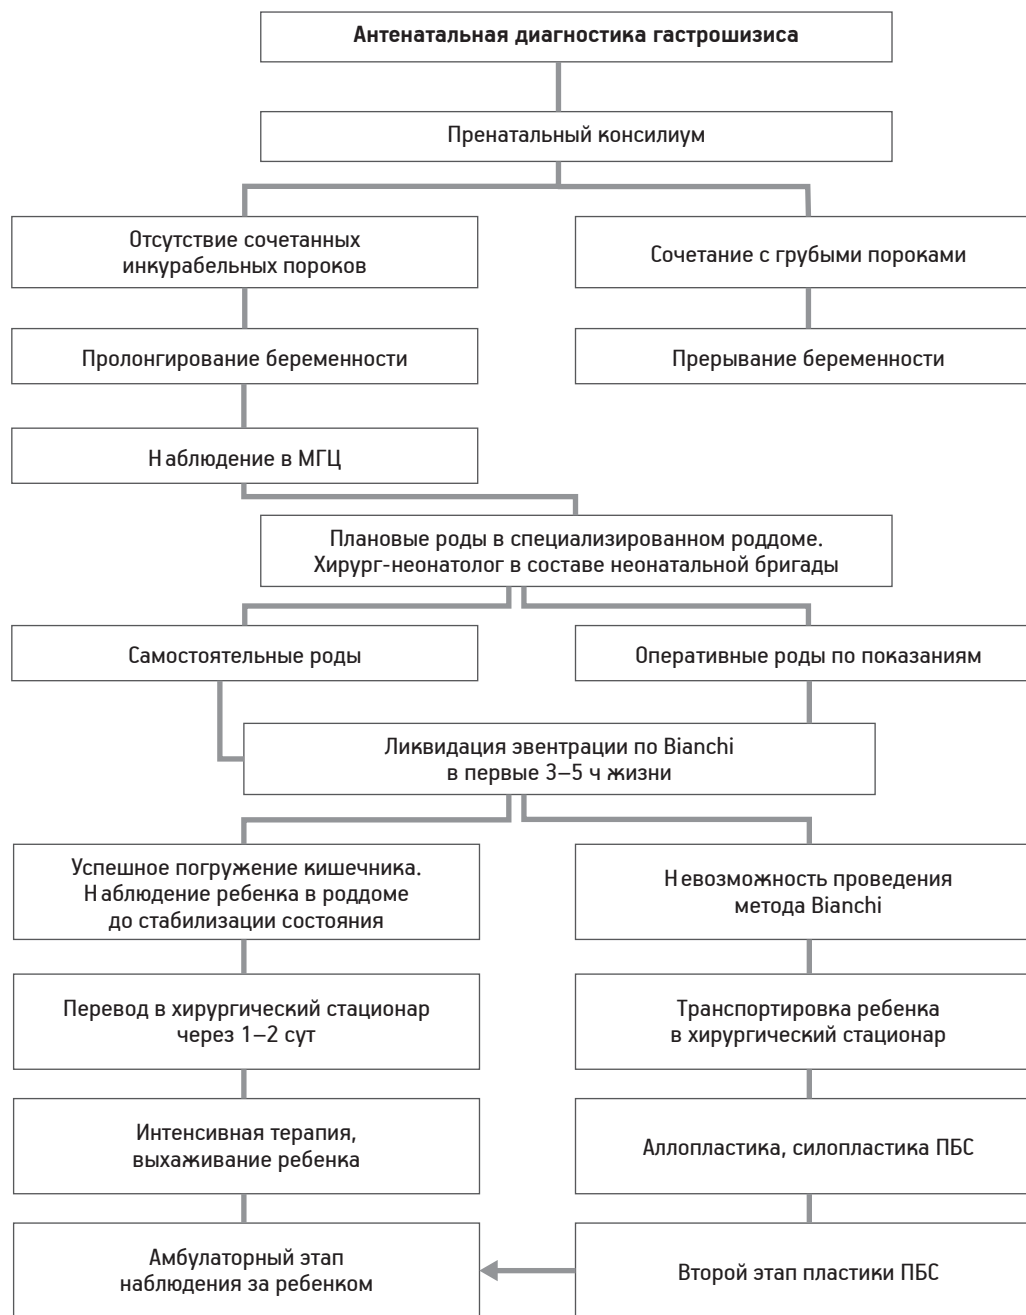 Антенатальная диагностика гастрошизиса
Пренатальный консилиум
Отсутствие сочетанных
инкурабельных пороков
Сочетание с грубыми пороками
Пролонгирование беременности
Прерывание беременности
Наблюдение в МГЦ
Плановые роды в специализированном роддоме.
Хирург-неонатолог в составе неонатальной бригады
Самостоятельные роды
Оперативные роды по показаниям
Ликвидация эвентрации по Bianchi
в первые 3–5 ч жизни
Успешное погружение кишечника.
Наблюдение ребенка в роддоме
до стабилизации состояния
Невозможность проведения
метода Bianchi
Перевод в хирургический стационар
через 1–2 сут
Транспортировка ребенка
в хирургический стационар
Интенсивная терапия,
выхаживание ребенка
Аллопластика, силопластика ПБС
Амбулаторный этап
наблюдения за ребенком
Второй этап пластики ПБС